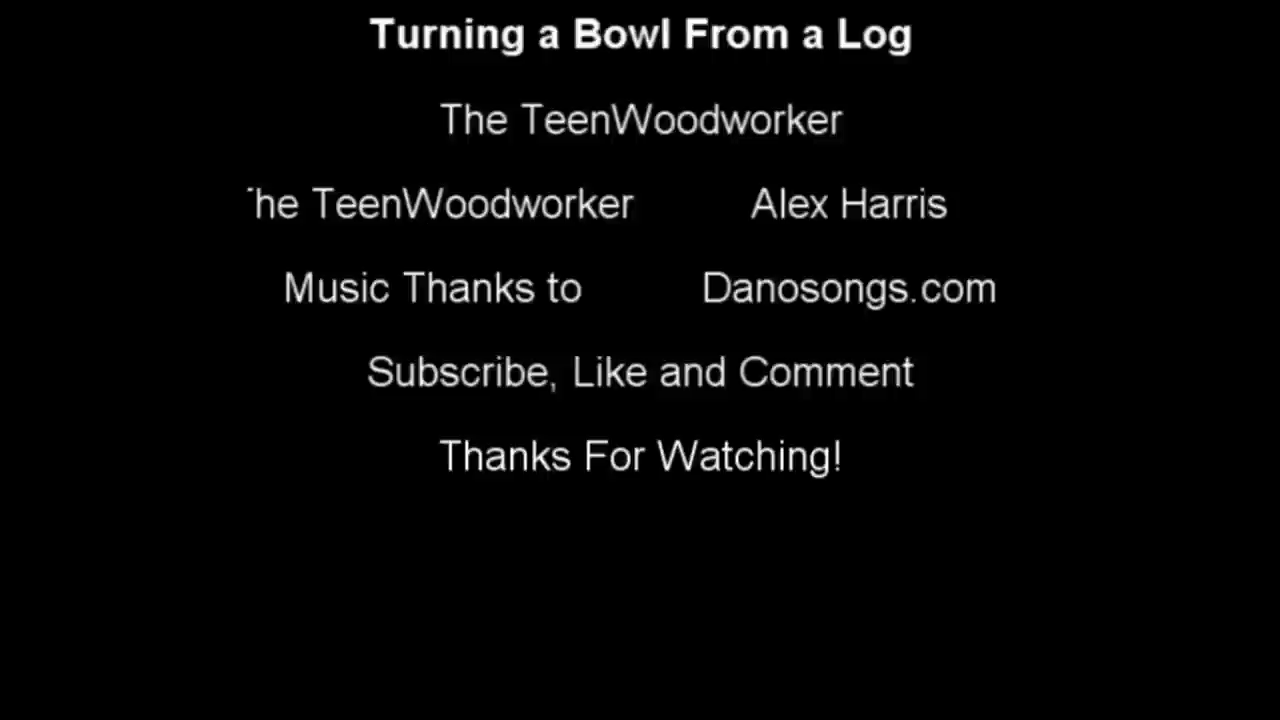 Turning a Bowl From a Log
The TeenWoodworker
he TeenWoodworker Alex Harris
Music Thanks to Danosongs.com
Subscribe, Like and Comment
Thanks For Watching!